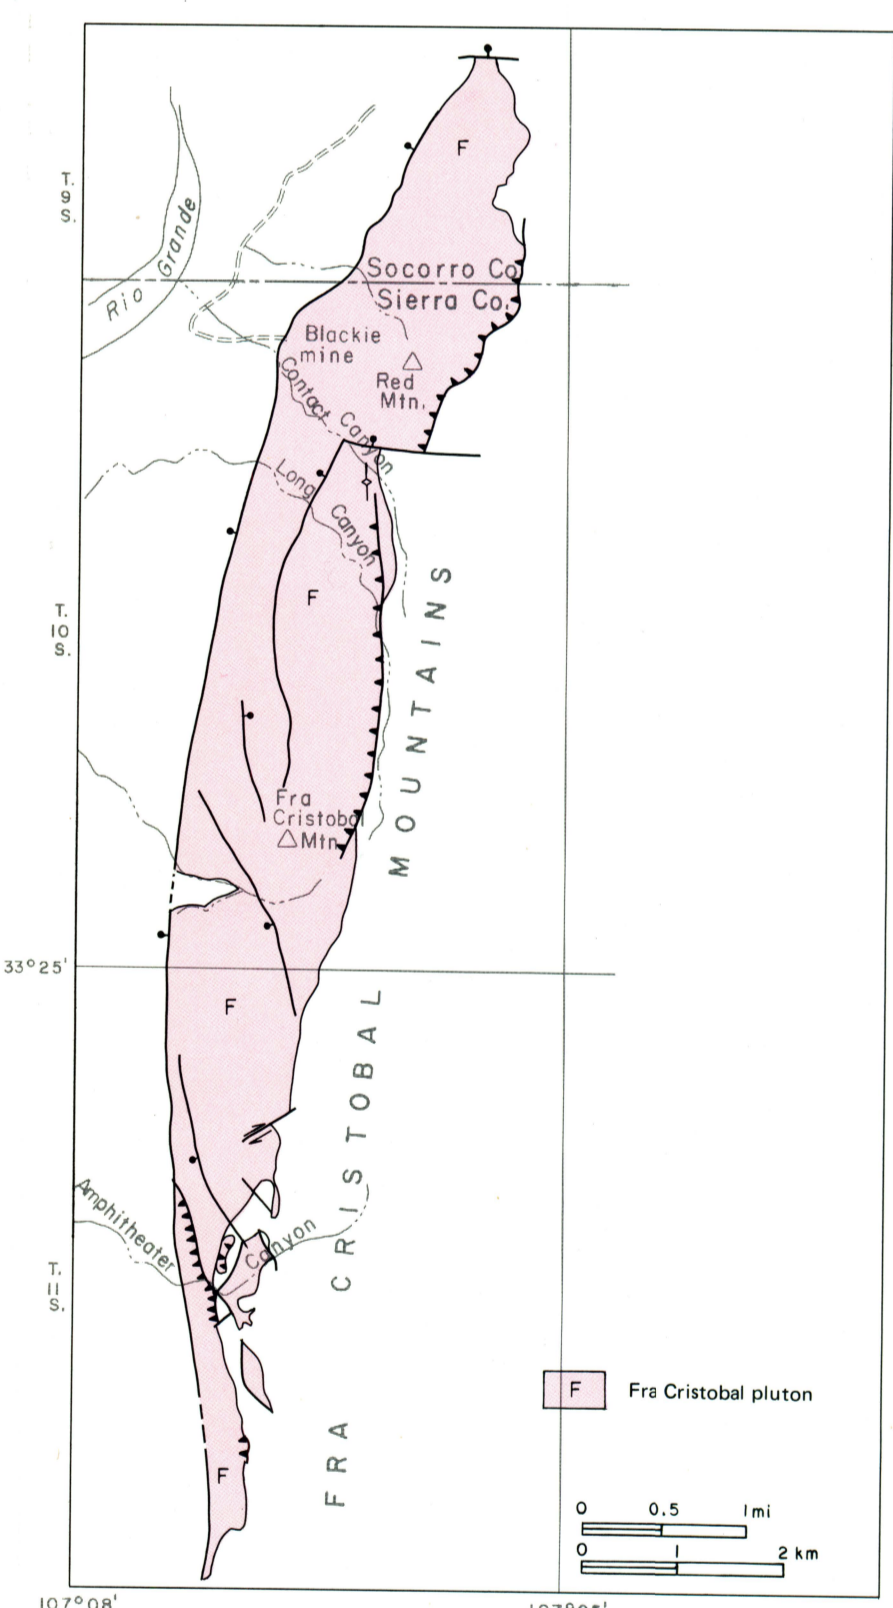 F
T.
9
S.
Rio Grande
Socorro Co.
Sierra Co.
Blackie
mine
Red
Mtn.
Contact Canyon
Long Canyon
F
T.
10
S.
MOUNTAINS
Fra
Cristobal
Mtn.
33°25'
F
CRISTOBAL
Amphitheater Canyon
T.
11
S.
F Fra Cristobal pluton
FRA
F
0 0.5 1 mi
0 1 2 km
107°08'